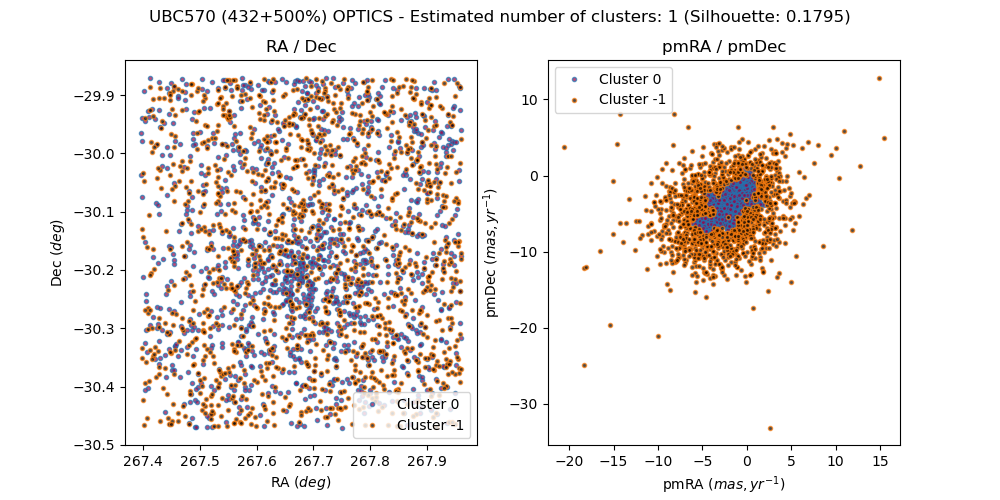 UBC570 (432+500%) OPTICS - Estimated number of clusters: 1 (Silhouette: 0.1795)
RA / Dec
−29.9
−30.0
−30.1
−30.2
−30.3
−30.4
−30.5
Dec (deg)
Cluster 0
Cluster -1
267.4 267.5 267.6 267.7 267.8 267.9
RA (deg)
pmRA / pmDec
Cluster 0
Cluster -1
10
0
−10
−20
−30
pmDec (mas, yr⁻¹)
−20 −15 −10 −5 0 5 10 15
pmRA (mas, yr⁻¹)